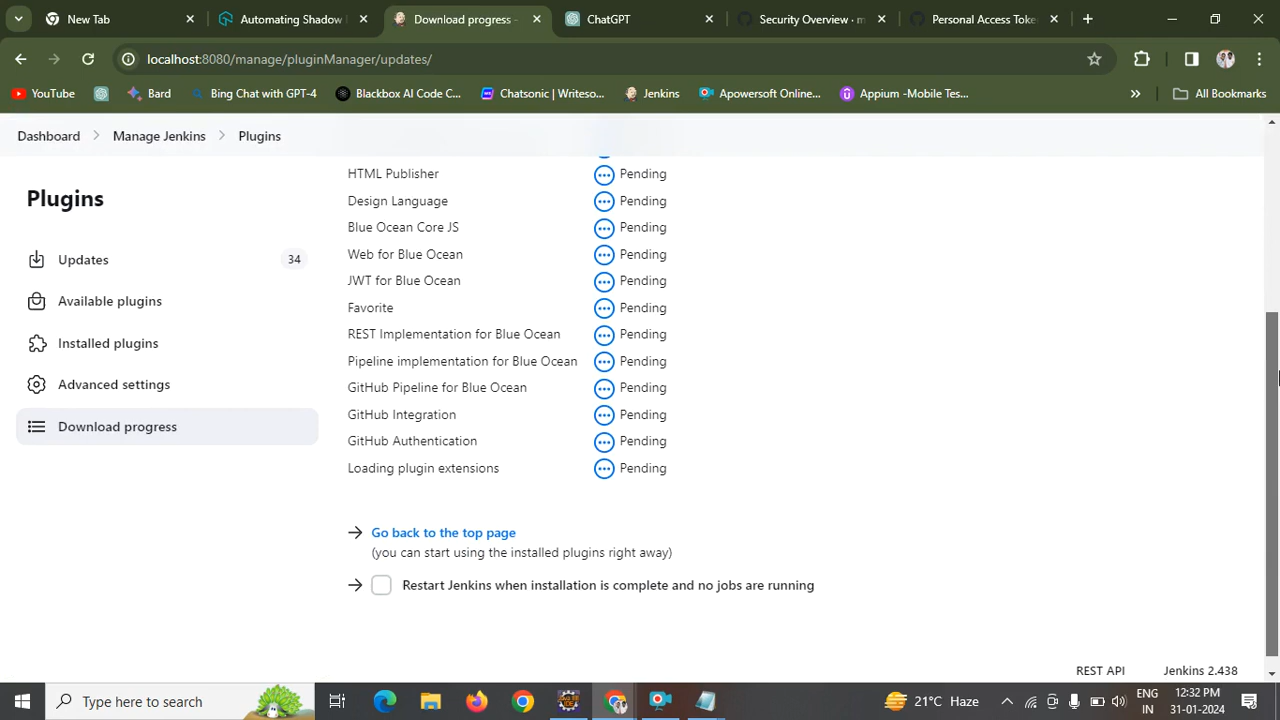 New Tab
Automating Shadow
Download progress -
ChatGPT
Security Overview · m
Personal Access Toke
localhost:8080/manage/pluginManager/updates/
YouTube
Bard
Bing Chat with GPT-4
Blackbox AI Code C...
Chatsonic | Writeso...
Jenkins
Apowersoft Online...
Appium -Mobile Tes...
All Bookmarks
Dashboard
Manage Jenkins
Plugins
Plugins
Updates 34
Available plugins
Installed plugins
Advanced settings
Download progress
HTML Publisher Pending
Design Language Pending
Blue Ocean Core JS Pending
Web for Blue Ocean Pending
JWT for Blue Ocean Pending
Favorite Pending
REST Implementation for Blue Ocean Pending
Pipeline implementation for Blue Ocean Pending
GitHub Pipeline for Blue Ocean Pending
GitHub Integration Pending
GitHub Authentication Pending
Loading plugin extensions Pending
Go back to the top page
(you can start using the installed plugins right away)
Restart Jenkins when installation is complete and no jobs are running
REST API Jenkins 2.438
Type here to search
21°C Haze
ENG
IN
12:32 PM
31-01-2024